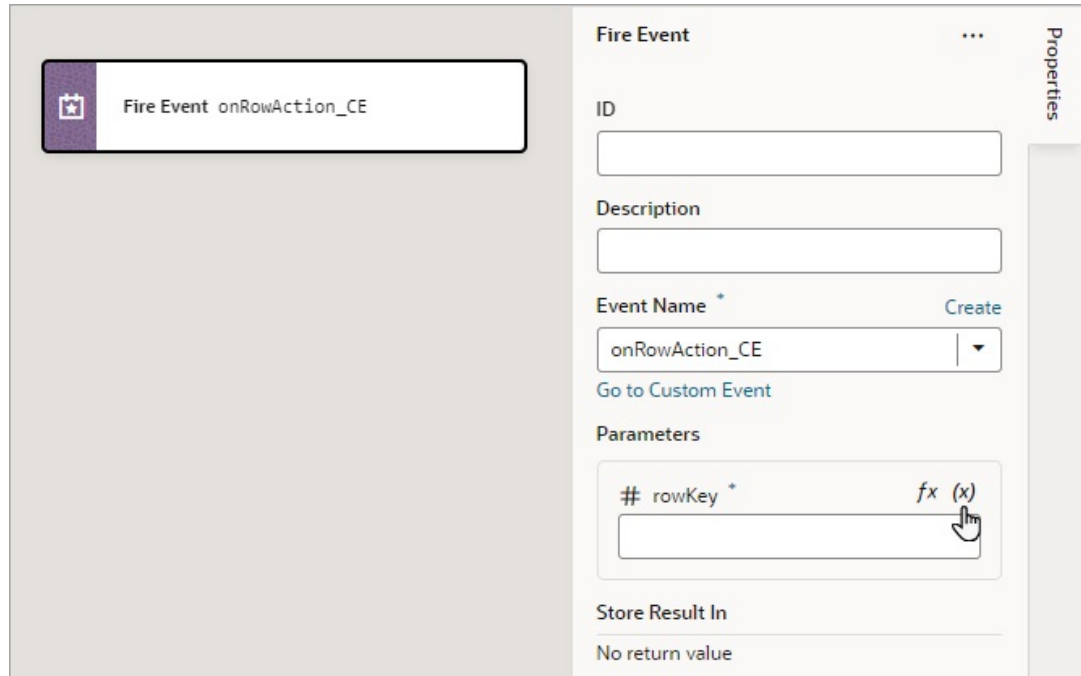 Fire Event onRowAction_CE
Fire Event ...
Properties
ID
Description
Event Name * Create
onRowAction_CE
Go to Custom Event
Parameters
# rowKey * fx (x)
Store Result In
No return value